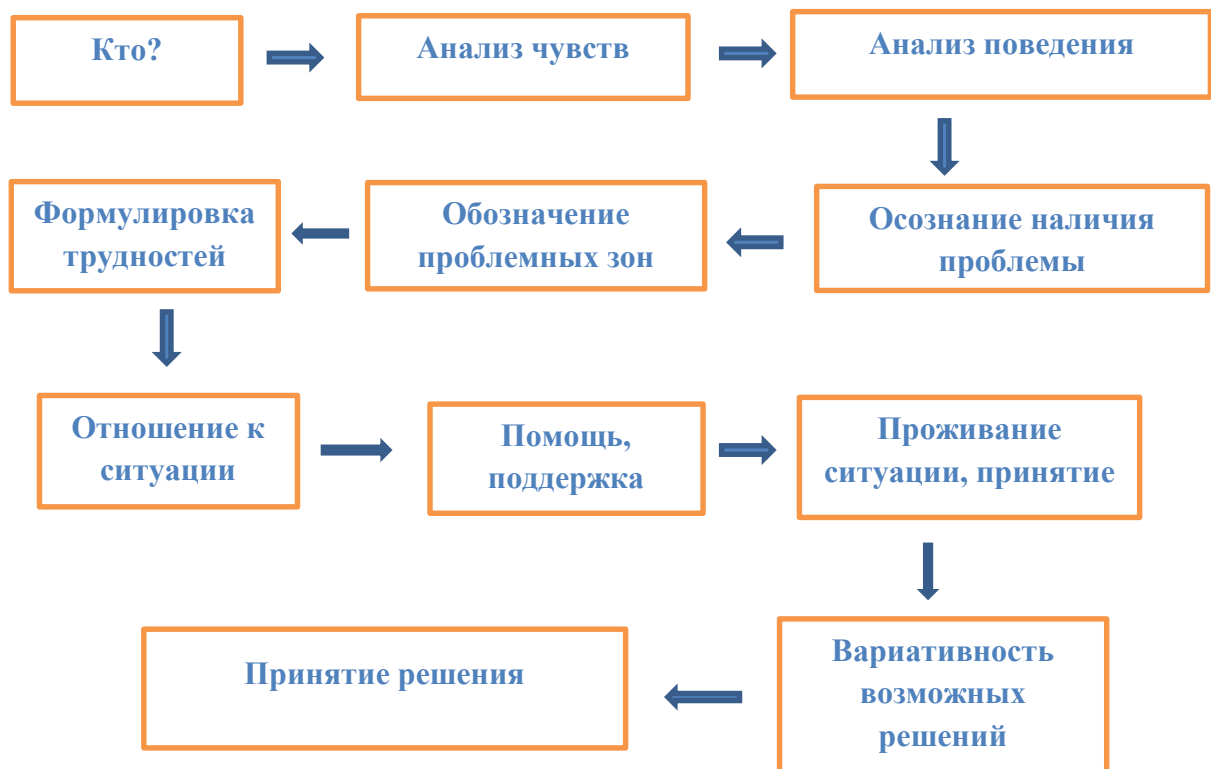 Кто?
Анализ чувств
Анализ поведения
Осознание наличия
проблемы
Обозначение
проблемных зон
Формулировка
трудностей
Отношение к
ситуации
Помощь,
поддержка
Проживание
ситуации, принятие
Вариативность
возможных
решений
Принятие решения